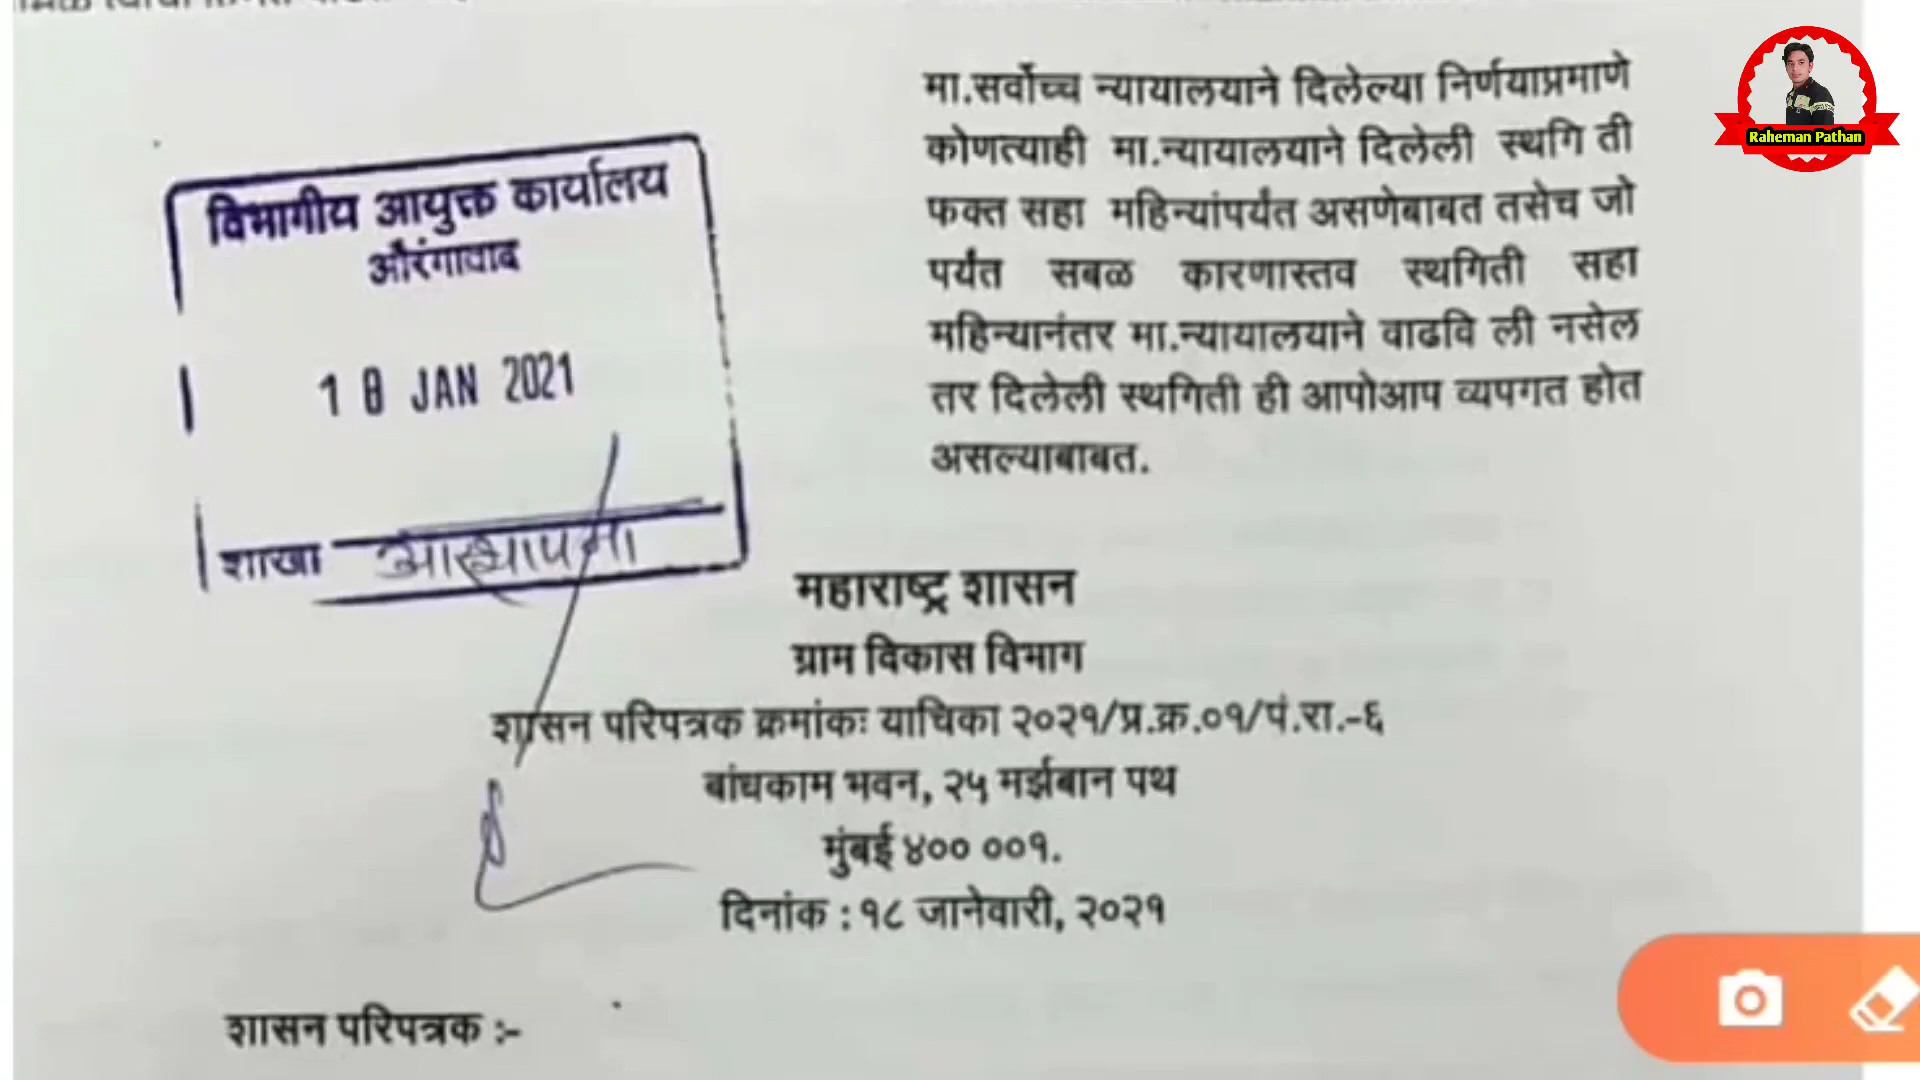 मा.सर्वोच्च न्यायालयाने दिलेल्या निर्णयाप्रमाणे
कोणत्याही मा.न्यायालयाने दिलेली स्थगि ती
फक्त सहा महिन्यांपर्यंत असणेबाबत तसेच जो
पर्यंत सबळ कारणास्तव स्थगिती सहा
महिन्यानंतर मा.न्यायालयाने वाढवि ली नसेल
तर दिलेली स्थगिती ही आपोआप व्यपगत होत
असल्याबाबत.
विभागीय आयुक्त कार्यालय
औरंगाबाद
18 JAN 2021
शाखा आस्थापना
महाराष्ट्र शासन
ग्राम विकास विभाग
शासन परिपत्रक क्रमांकः याचिका २०२१/प्र.क्र.०१/पं.रा.-६
बांधकाम भवन, २५ मर्झबान पथ
मुंबई ४०० ००१.
दिनांक : १८ जानेवारी, २०२१
शासन परिपत्रक :-
Raheman Pathan